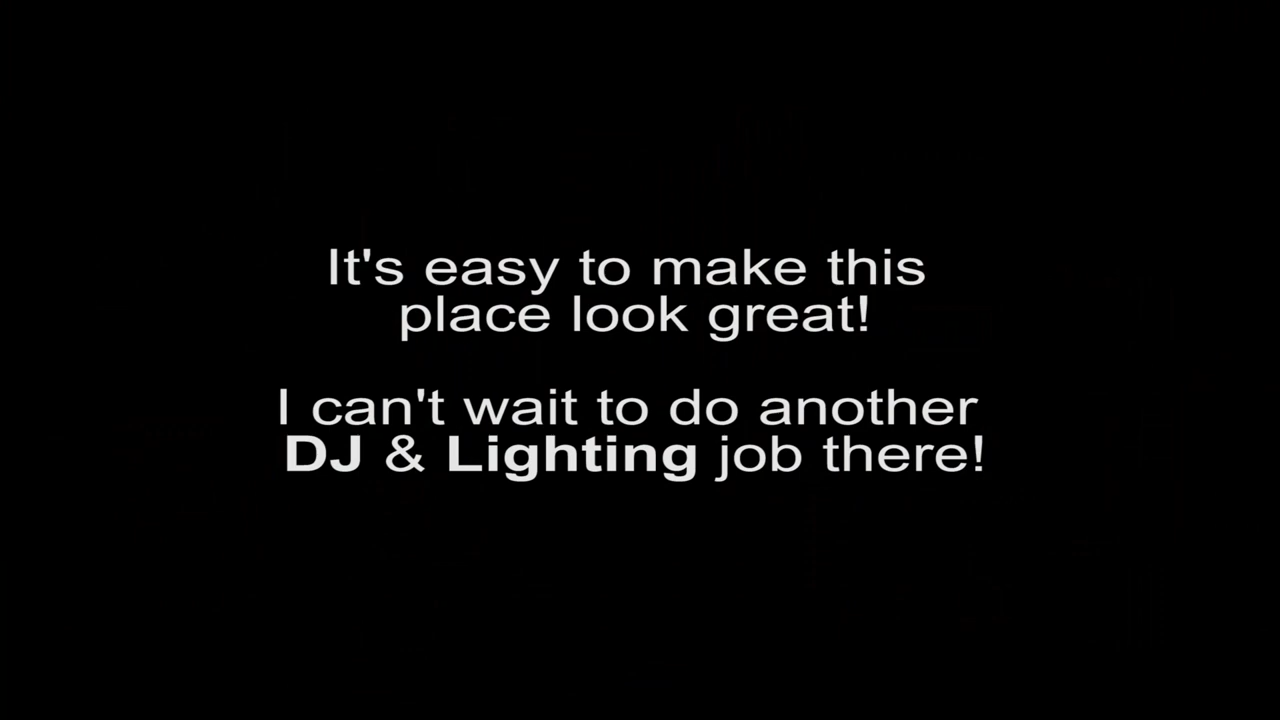 It's easy to make this
place look great!
I can't wait to do another
DJ & Lighting job there!